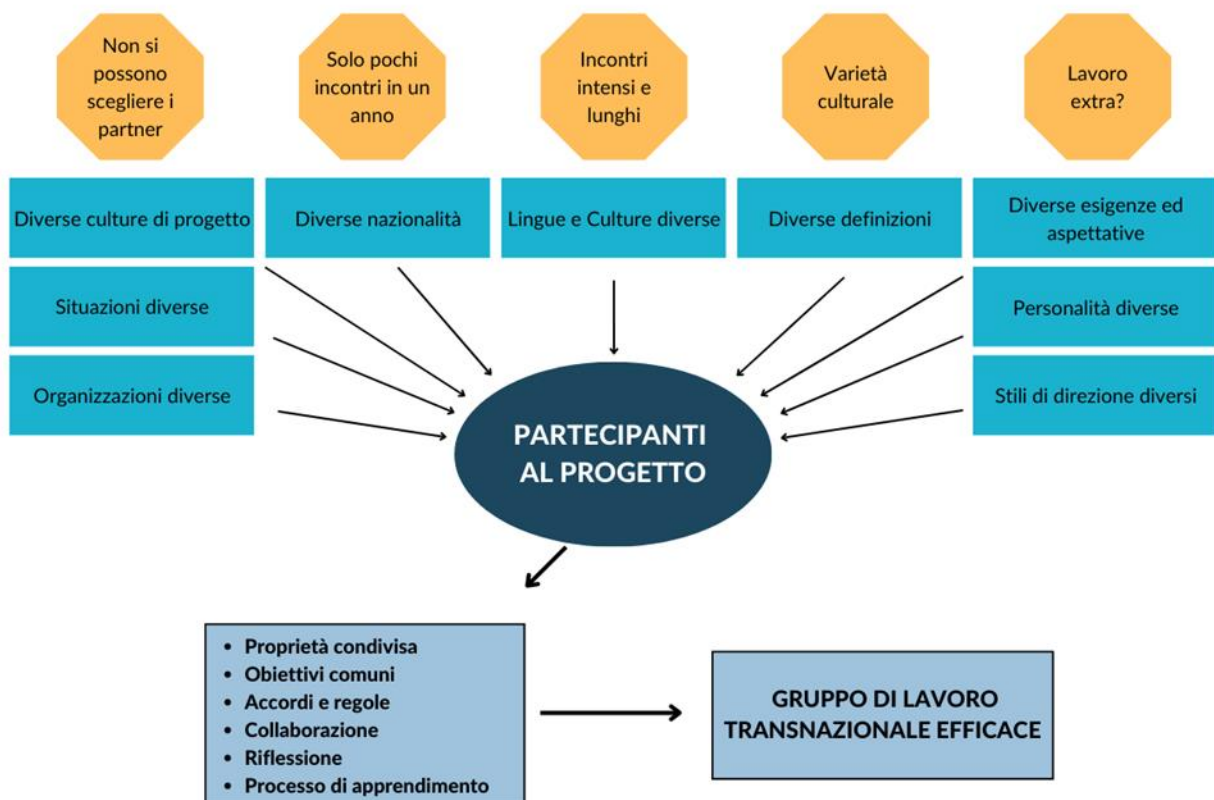 Non si
possono
scegliere i
partner
Solo pochi
incontri in un
anno
Incontri
intensi e
lunghi
Varietà
culturale
Lavoro
extra?
Diverse culture di progetto
Diverse nazionalità
Lingue e Culture diverse
Diverse definizioni
Diverse esigenze ed
aspettative
Situazioni diverse
Personalità diverse
Organizzazioni diverse
Stili di direzione diversi
PARTECIPANTI
AL PROGETTO
• Proprietà condivisa
• Obiettivi comuni
• Accordi e regole
• Collaborazione
• Riflessione
• Processo di apprendimento
GRUPPO DI LAVORO
TRANSNAZIONALE EFFICACE